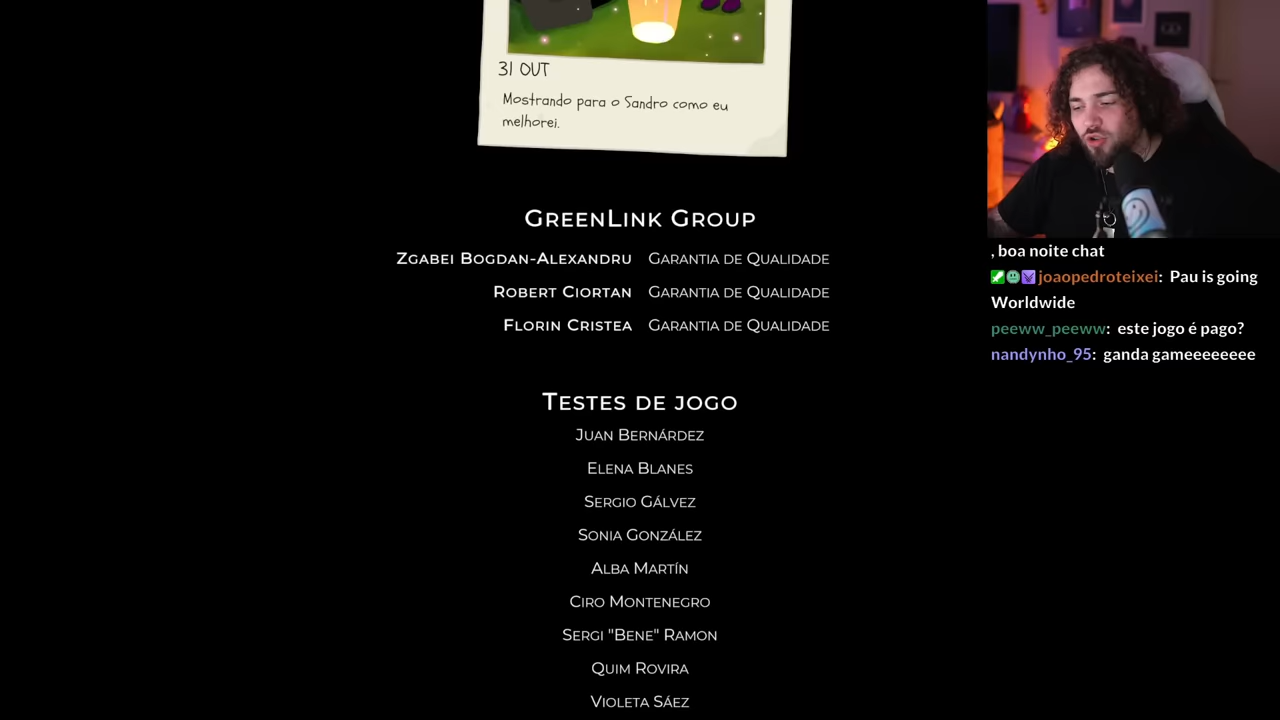 31 OUT
Mostrando para o Sandro como eu
melhorei.
GreenLink Group
Zgabei Bogdan-Alexandru Garantia de Qualidade
Robert Ciortan Garantia de Qualidade
Florin Cristea Garantia de Qualidade
Testes de jogo
Juan Bernárdez
Elena Blanes
Sergio Gálvez
Sonia González
Alba Martín
Ciro Montenegro
Sergi "Bene" Ramon
Quim Rovira
Violeta Sáez
, boa noite chat
joaopedroteixei: Pau is going
Worldwide
peeww_peeww: este jogo é pago?
nandynho_95: ganda gameeeeeeee